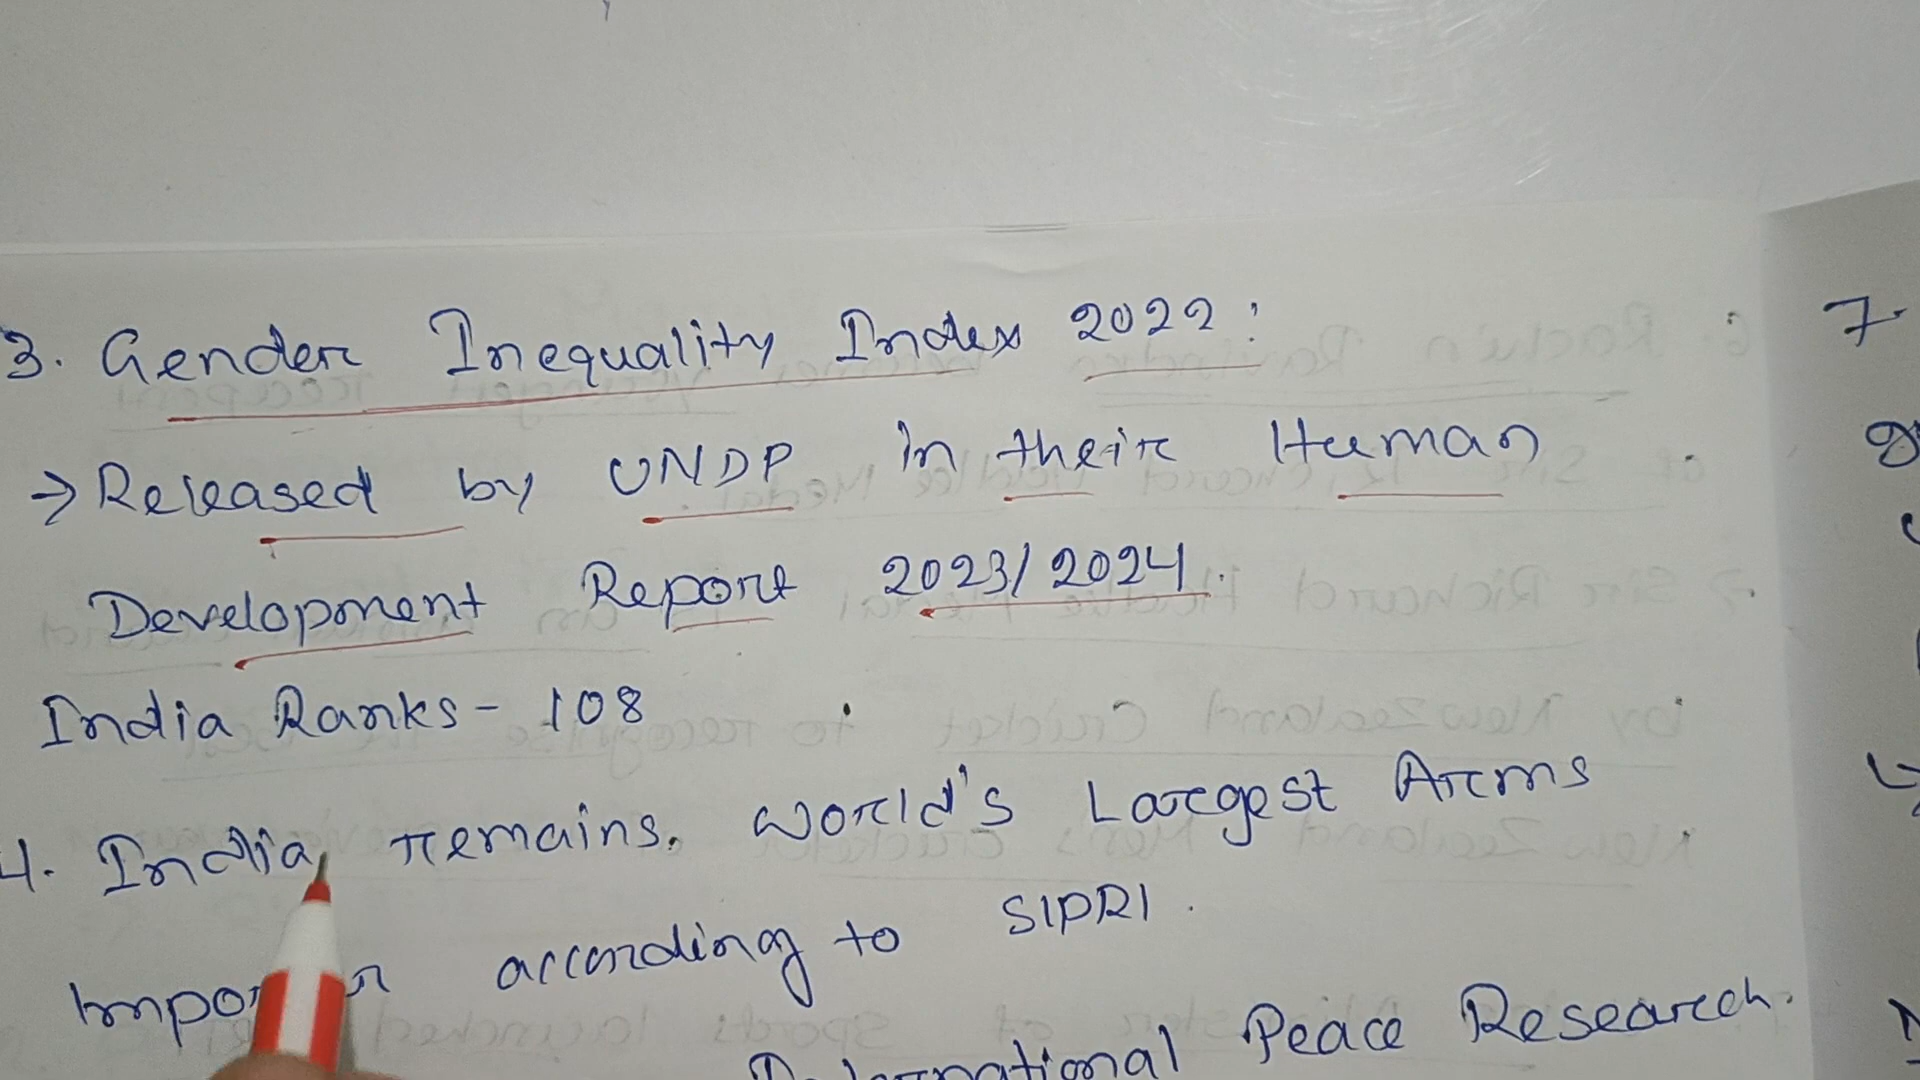 3. Gender Inequality Index 2022:
→ Released by UNDP in their Human
Development Report 2023/2024.
India Ranks - 108
4. India remains. World's Largest Arms
according to SIPRI.
Peace Research.
7.